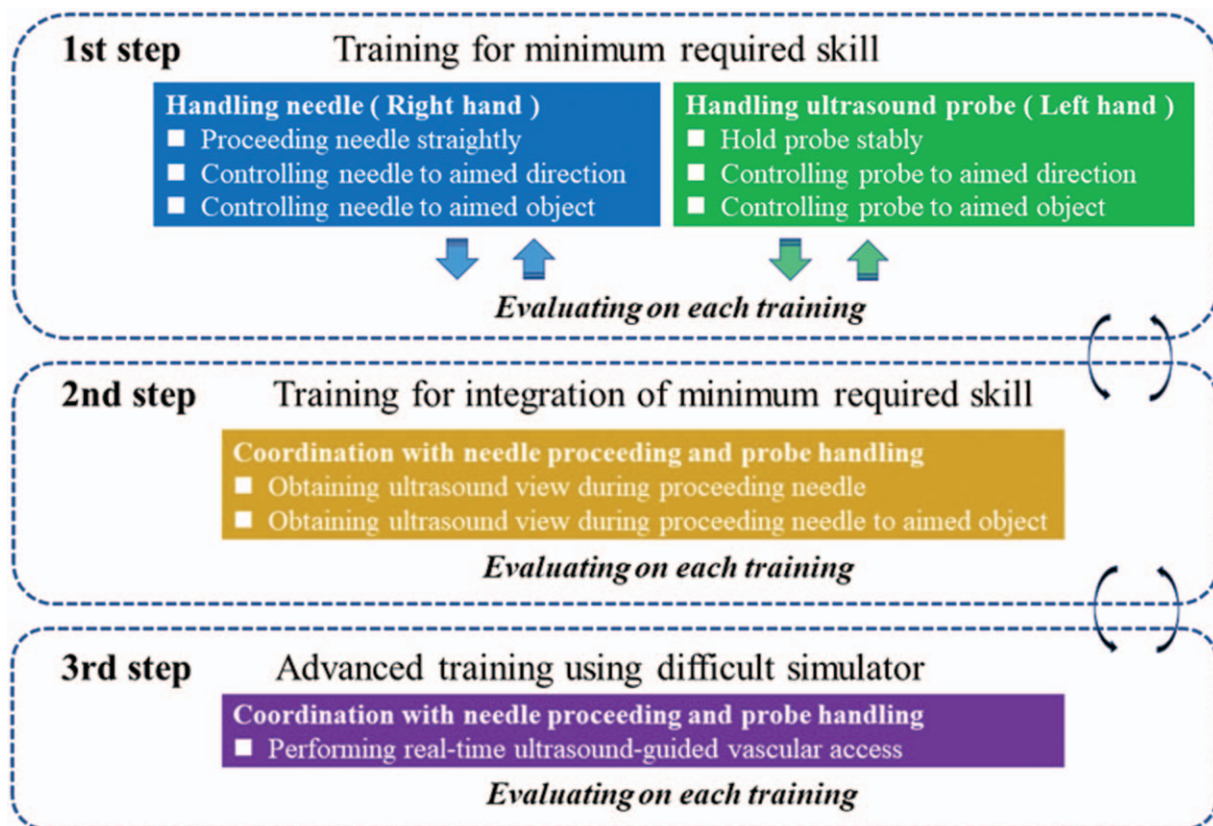 1st step Training for minimum required skill
Handling needle ( Right hand )
Proceeding needle straightly
Controlling needle to aimed direction
Controlling needle to aimed object
Handling ultrasound probe ( Left hand )
Hold probe stably
Controlling probe to aimed direction
Controlling probe to aimed object
Evaluating on each training
2nd step Training for integration of minimum required skill
Coordination with needle proceeding and probe handling
Obtaining ultrasound view during proceeding needle
Obtaining ultrasound view during proceeding needle to aimed object
Evaluating on each training
3rd step Advanced training using difficult simulator
Coordination with needle proceeding and probe handling
Performing real-time ultrasound-guided vascular access
Evaluating on each training